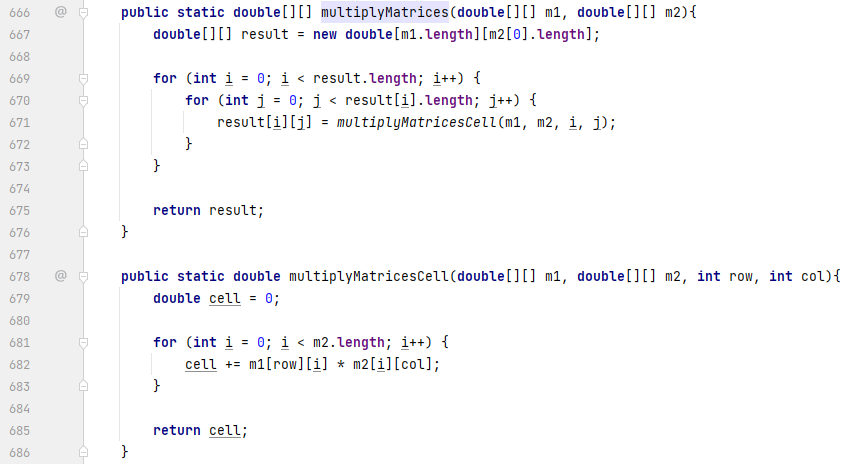 666 @ public static double[][] multiplyMatrices(double[][] m1, double[][] m2){
667 double[][] result = new double[m1.length][m2[0].length];
668
669 for (int i = 0; i < result.length; i++) {
670 for (int j = 0; j < result[i].length; j++) {
671 result[i][j] = multiplyMatricesCell(m1, m2, i, j);
672 }
673 }
674
675 return result;
676 }
677
678 @ public static double multiplyMatricesCell(double[][] m1, double[][] m2, int row, int col){
679 double cell = 0;
680
681 for (int i = 0; i < m2.length; i++) {
682 cell += m1[row][i] * m2[i][col];
683 }
684
685 return cell;
686 }